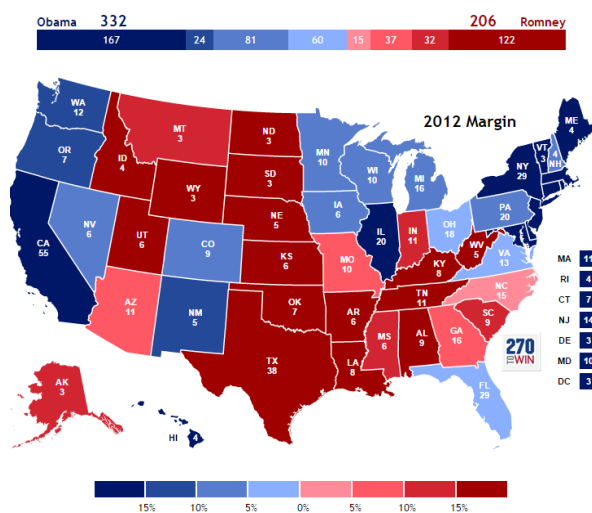 Obama 332 206 Romney
167 24 81 60 15 37 32 122
2012 Margin
WA
12
OR
7
CA
55
NV
6
ID
4
MT
3
WY
3
UT
6
AZ
11
CO
9
NM
5
ND
3
SD
3
NE
5
KS
6
OK
7
TX
38
MN
10
IA
6
MO
10
AR
6
LA
8
WI
10
IL
20
MI
16
IN
11
OH
18
KY
8
TN
11
MS
6
AL
9
GA
16
FL
29
SC
9
NC
15
VA
13
WV
5
PA
20
NY
29
VT
3
4
NH
ME
4
AK
3
HI 4
MA 11
RI 4
CT 7
NJ 14
DE 3
MD 10
DC 3
270
TO
WIN
15% 10% 5% 0% 5% 10% 15%